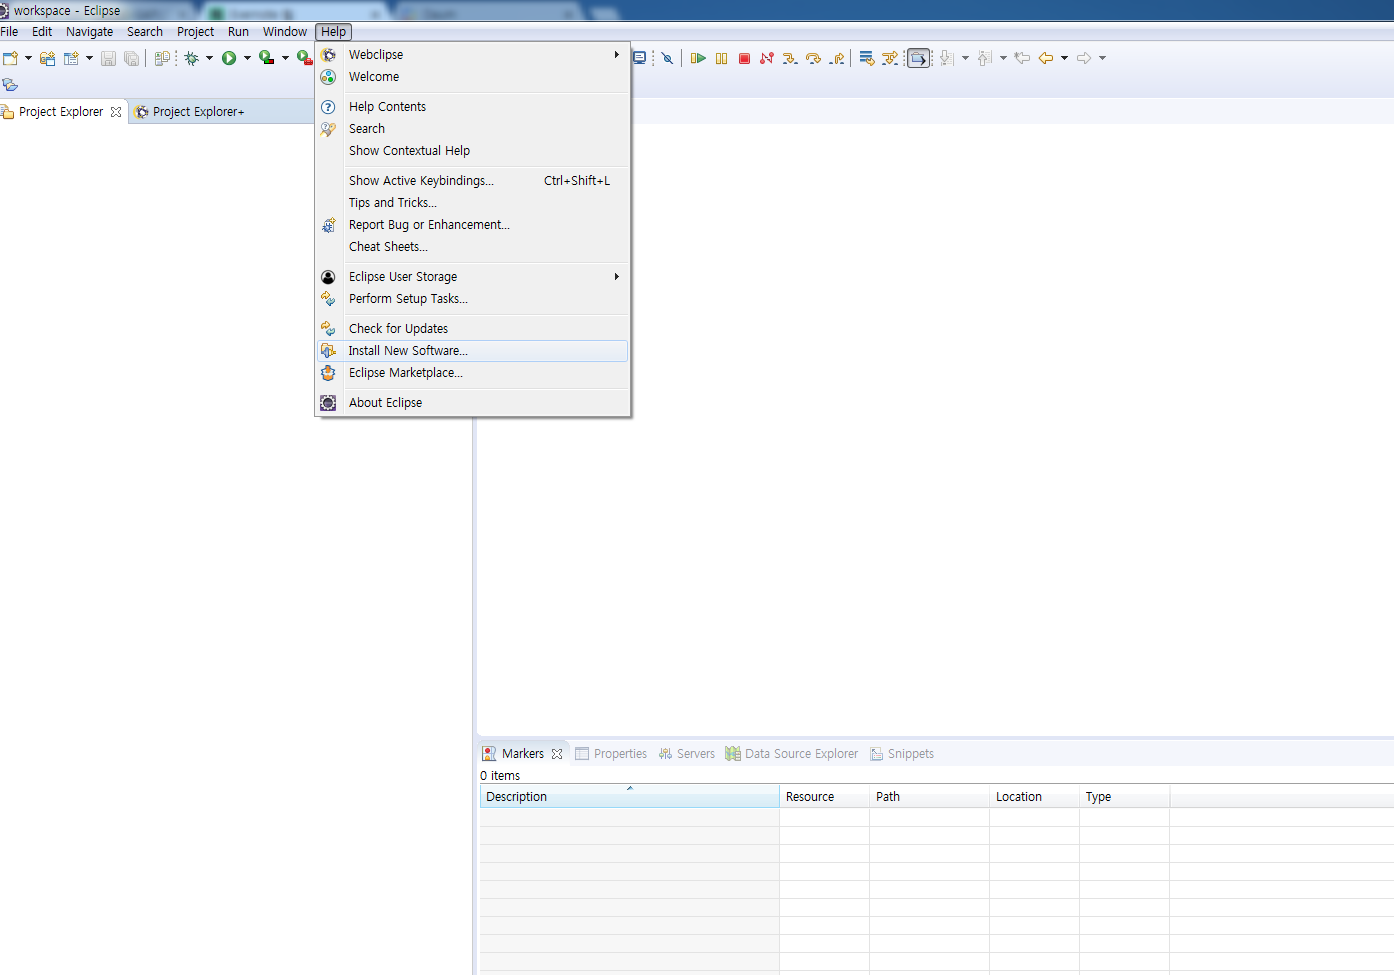 workspace - Eclipse
File Edit Navigate Search Project Run Window Help
Project Explorer Project Explorer+
Webclipse
Welcome
Help Contents
Search
Show Contextual Help
Show Active Keybindings... Ctrl+Shift+L
Tips and Tricks...
Report Bug or Enhancement...
Cheat Sheets...
Eclipse User Storage
Perform Setup Tasks...
Check for Updates
Install New Software...
Eclipse Marketplace...
About Eclipse
Markers Properties Servers Data Source Explorer Snippets
0 items
Description Resource Path Location Type